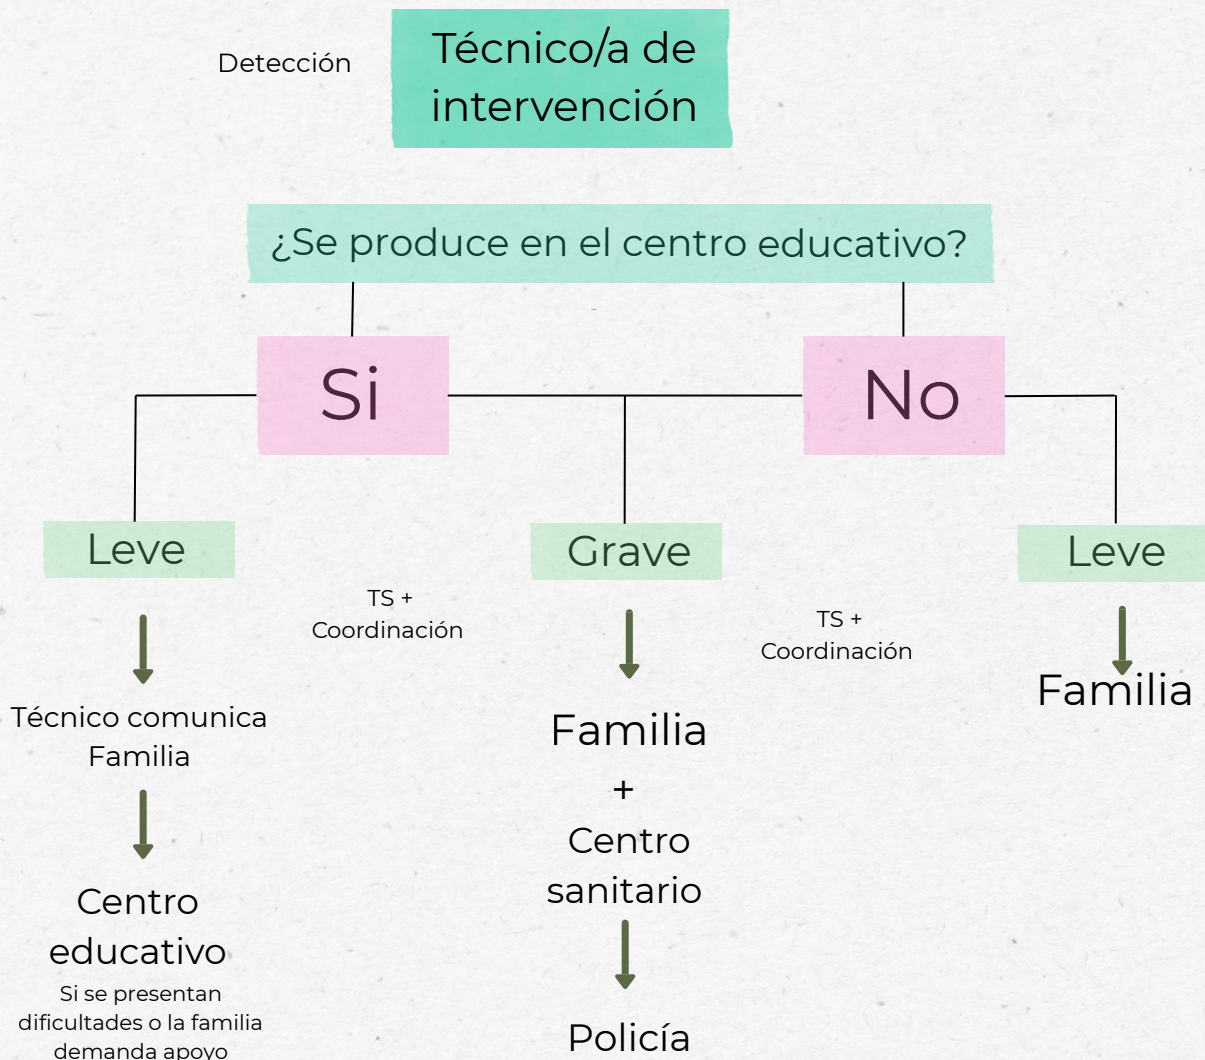 Detección
Técnico/a de
intervención
¿Se produce en el centro educativo?
Si
No
Leve
Grave
Leve
TS +
Coordinación
TS +
Coordinación
Técnico comunica
Familia
Centro
educativo
Si se presentan
dificultades o la familia
demanda apoyo
Familia
+
Centro
sanitario
Policía
Familia